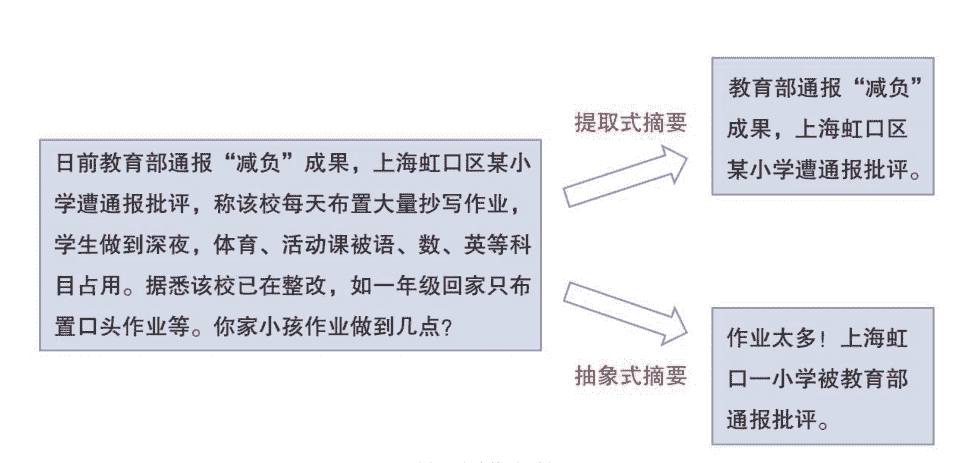 日前教育部通报“减负”成果，上海虹口区某小
学遭通报批评，称该校每天布置大量抄写作业，
学生做到深夜，体育、活动课被语、数、英等科
目占用。据悉该校已在整改，如一年级回家只布
置口头作业等。你家小孩作业做到几点？
提取式摘要
教育部通报“减负”
成果，上海虹口区
某小学遭通报批评。
抽象式摘要
作业太多！上海虹
口一小学被教育部
通报批评。